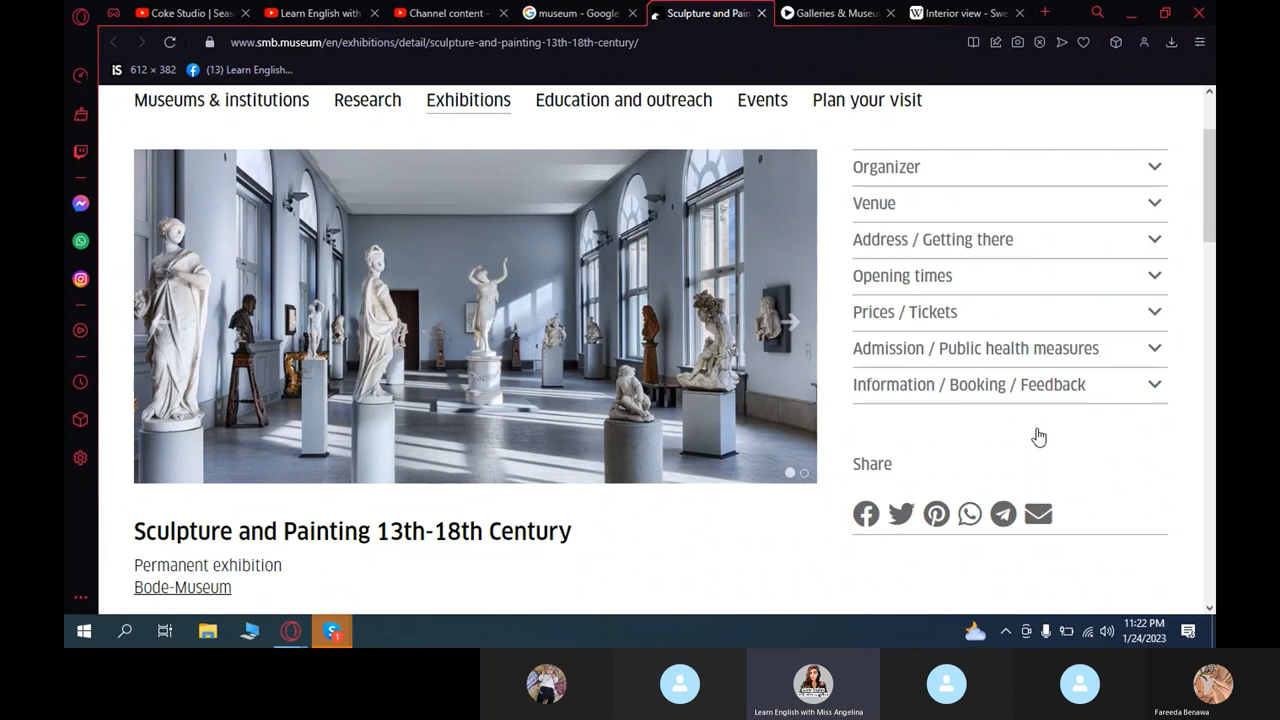 Coke Studio | Seas
Learn English with
Channel content -
museum - Google
Sculpture and Pain
Galleries & Museu
Interior view - Swe
www.smb.museum/en/exhibitions/detail/sculpture-and-painting-13th-18th-century/
iS 612 × 382
(13) Learn English...
Museums & institutions
Research
Exhibitions
Education and outreach
Events
Plan your visit
Organizer
Venue
Address / Getting there
Opening times
Prices / Tickets
Admission / Public health measures
Information / Booking / Feedback
Share
Sculpture and Painting 13th-18th Century
Permanent exhibition
Bode-Museum
11:22 PM
1/24/2023
Learn English with Miss Angelina
Fareeda Benawa